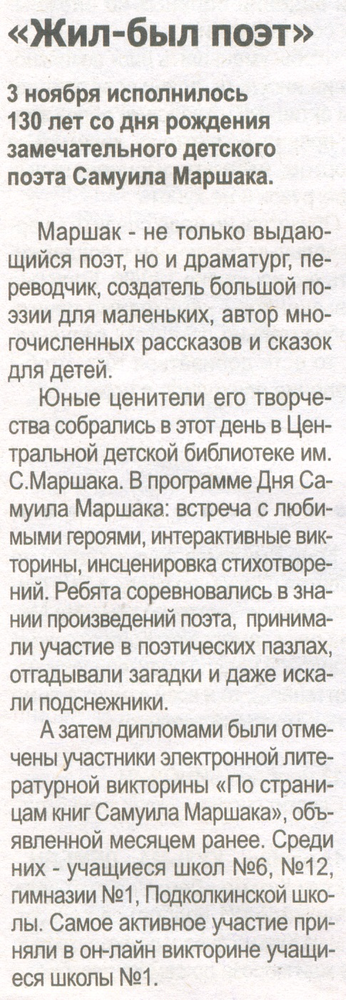 «Жил-был поэт»
3 ноября исполнилось
130 лет со дня рождения
замечательного детского
поэта Самуила Маршака.
Маршак - не только выдаю-
щийся поэт, но и драматург, пе-
реводчик, создатель большой по-
эзии для маленьких, автор мно-
гочисленных рассказов и сказок
для детей.
Юные ценители его творче-
ства собрались в этот день в Цен-
тральной детской библиотеке им.
С.Маршака. В программе Дня Са-
муила Маршака: встреча с люби-
мыми героями, интерактивные вик-
торины, инсценировка стихотворе-
ний. Ребята соревновались в зна-
нии произведений поэта, принима-
ли участие в поэтических пазлах,
отгадывали загадки и даже иска-
ли подснежники.
А затем дипломами были отме-
чены участники электронной лите-
ратурной викторины «По страни-
цам книг Самуила Маршака», объ-
явленной месяцем ранее. Среди
них - учащиеся школ №6, №12,
гимназии №1, Подколкинской шко-
лы. Самое активное участие при-
няли в он-лайн викторине учащи-
еся школы №1.